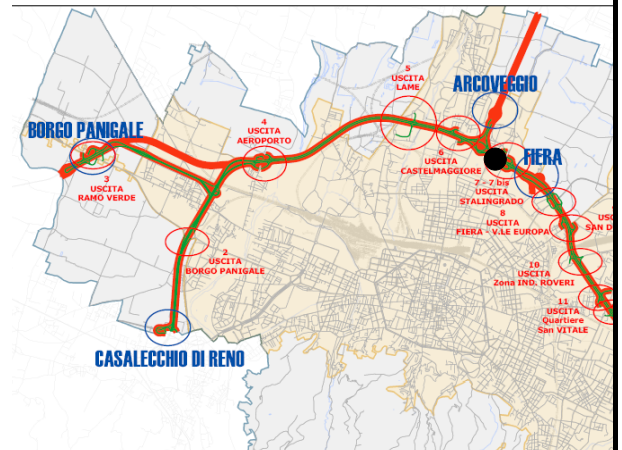 5
USCITA
LAME
ARCOVEGGIO
4
USCITA
AEROPORTO
BORGO PANIGALE
3
USCITA
RAMO VERDE
6
USCITA
CASTELMAGGIORE
FIERA
7 - 7 bis
USCITA
STALINGRADO
8
USCITA
FIERA - V.LE EUROPA
SAN
2
USCITA
BORGO PANIGALE
10
USCITA
Zona IND. ROVERI
11
USCITA
Quartiere
San VITALE
CASALECCHIO DI RENO